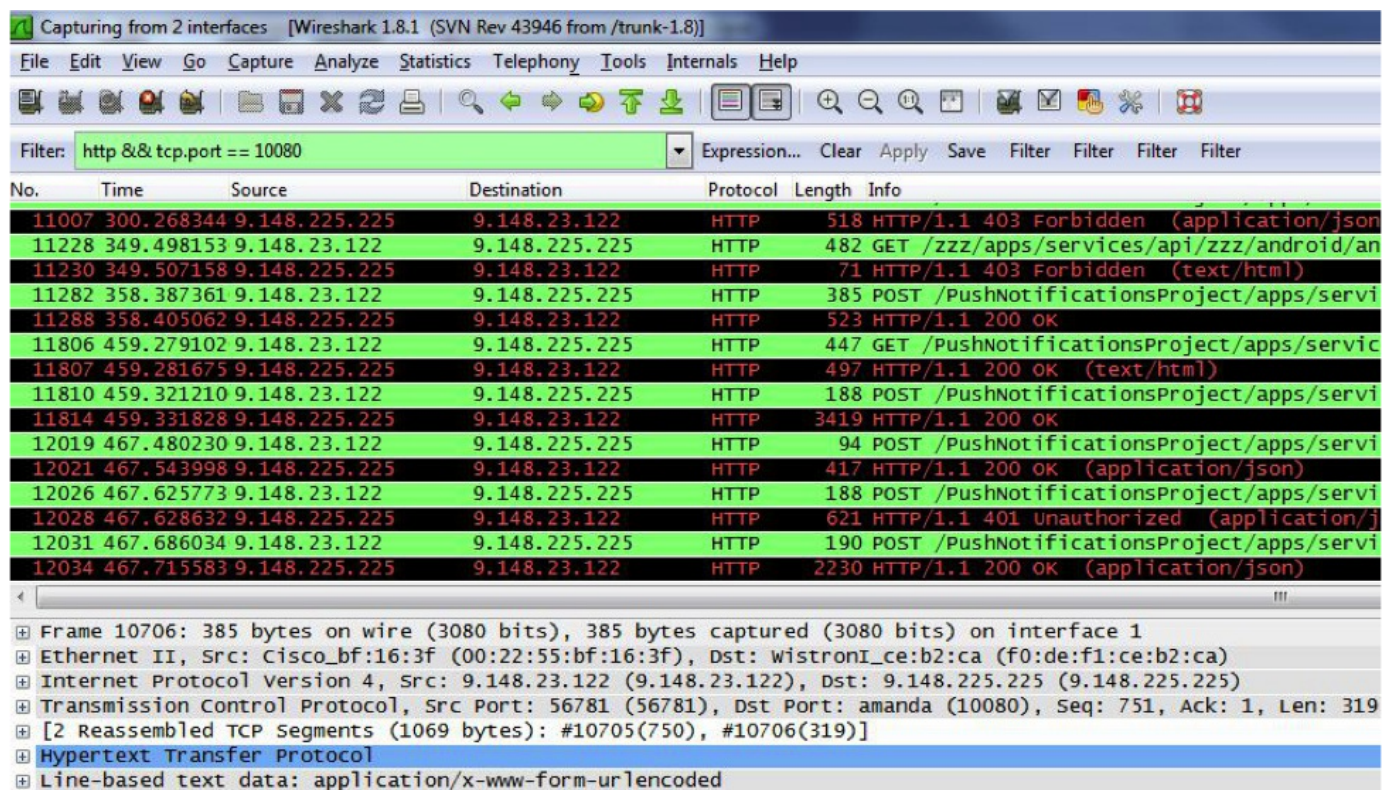 Capturing from 2 interfaces [Wireshark 1.8.1 (SVN Rev 43946 from /trunk-1.8)]
File Edit View Go Capture Analyze Statistics Telephony Tools Internals Help
Filter: http && tcp.port == 10080 Expression... Clear Apply Save Filter Filter Filter Filter
No. Time Source Destination Protocol Length Info
11007 300.268344 9.148.225.225 9.148.23.122 HTTP 518 HTTP/1.1 403 Forbidden (application/json
11228 349.498153 9.148.23.122 9.148.225.225 HTTP 482 GET /zzz/apps/services/api/zzz/android/an
11230 349.507158 9.148.225.225 9.148.23.122 HTTP 71 HTTP/1.1 403 Forbidden (text/html)
11282 358.387361 9.148.23.122 9.148.225.225 HTTP 385 POST /PushNotificationsProject/apps/servi
11288 358.405062 9.148.225.225 9.148.23.122 HTTP 523 HTTP/1.1 200 OK
11806 459.279102 9.148.23.122 9.148.225.225 HTTP 447 GET /PushNotificationsProject/apps/servic
11807 459.281675 9.148.225.225 9.148.23.122 HTTP 497 HTTP/1.1 200 OK (text/html)
11810 459.321210 9.148.23.122 9.148.225.225 HTTP 188 POST /PushNotificationsProject/apps/servi
11814 459.331828 9.148.225.225 9.148.23.122 HTTP 3419 HTTP/1.1 200 OK
12019 467.480230 9.148.23.122 9.148.225.225 HTTP 94 POST /PushNotificationsProject/apps/servi
12021 467.543998 9.148.225.225 9.148.23.122 HTTP 417 HTTP/1.1 200 OK (application/json)
12026 467.625773 9.148.23.122 9.148.225.225 HTTP 188 POST /PushNotificationsProject/apps/servi
12028 467.628632 9.148.225.225 9.148.23.122 HTTP 621 HTTP/1.1 401 Unauthorized (application/j
12031 467.686034 9.148.23.122 9.148.225.225 HTTP 190 POST /PushNotificationsProject/apps/servi
12034 467.715583 9.148.225.225 9.148.23.122 HTTP 2230 HTTP/1.1 200 OK (application/json)
Frame 10706: 385 bytes on wire (3080 bits), 385 bytes captured (3080 bits) on interface 1
Ethernet II, Src: Cisco_bf:16:3f (00:22:55:bf:16:3f), Dst: WistronI_ce:b2:ca (f0:de:f1:ce:b2:ca)
Internet Protocol Version 4, Src: 9.148.23.122 (9.148.23.122), Dst: 9.148.225.225 (9.148.225.225)
Transmission Control Protocol, Src Port: 56781 (56781), Dst Port: amanda (10080), Seq: 751, Ack: 1, Len: 319
[2 Reassembled TCP Segments (1069 bytes): #10705(750), #10706(319)]
Hypertext Transfer Protocol
Line-based text data: application/x-www-form-urlencoded